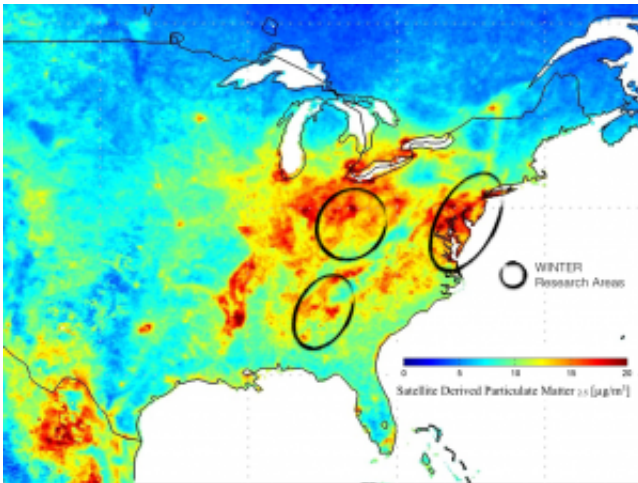 WINTER
Research Areas
0 5 10 15 20
Satellite Derived Particulate Matter 2.5 [µg/m³]